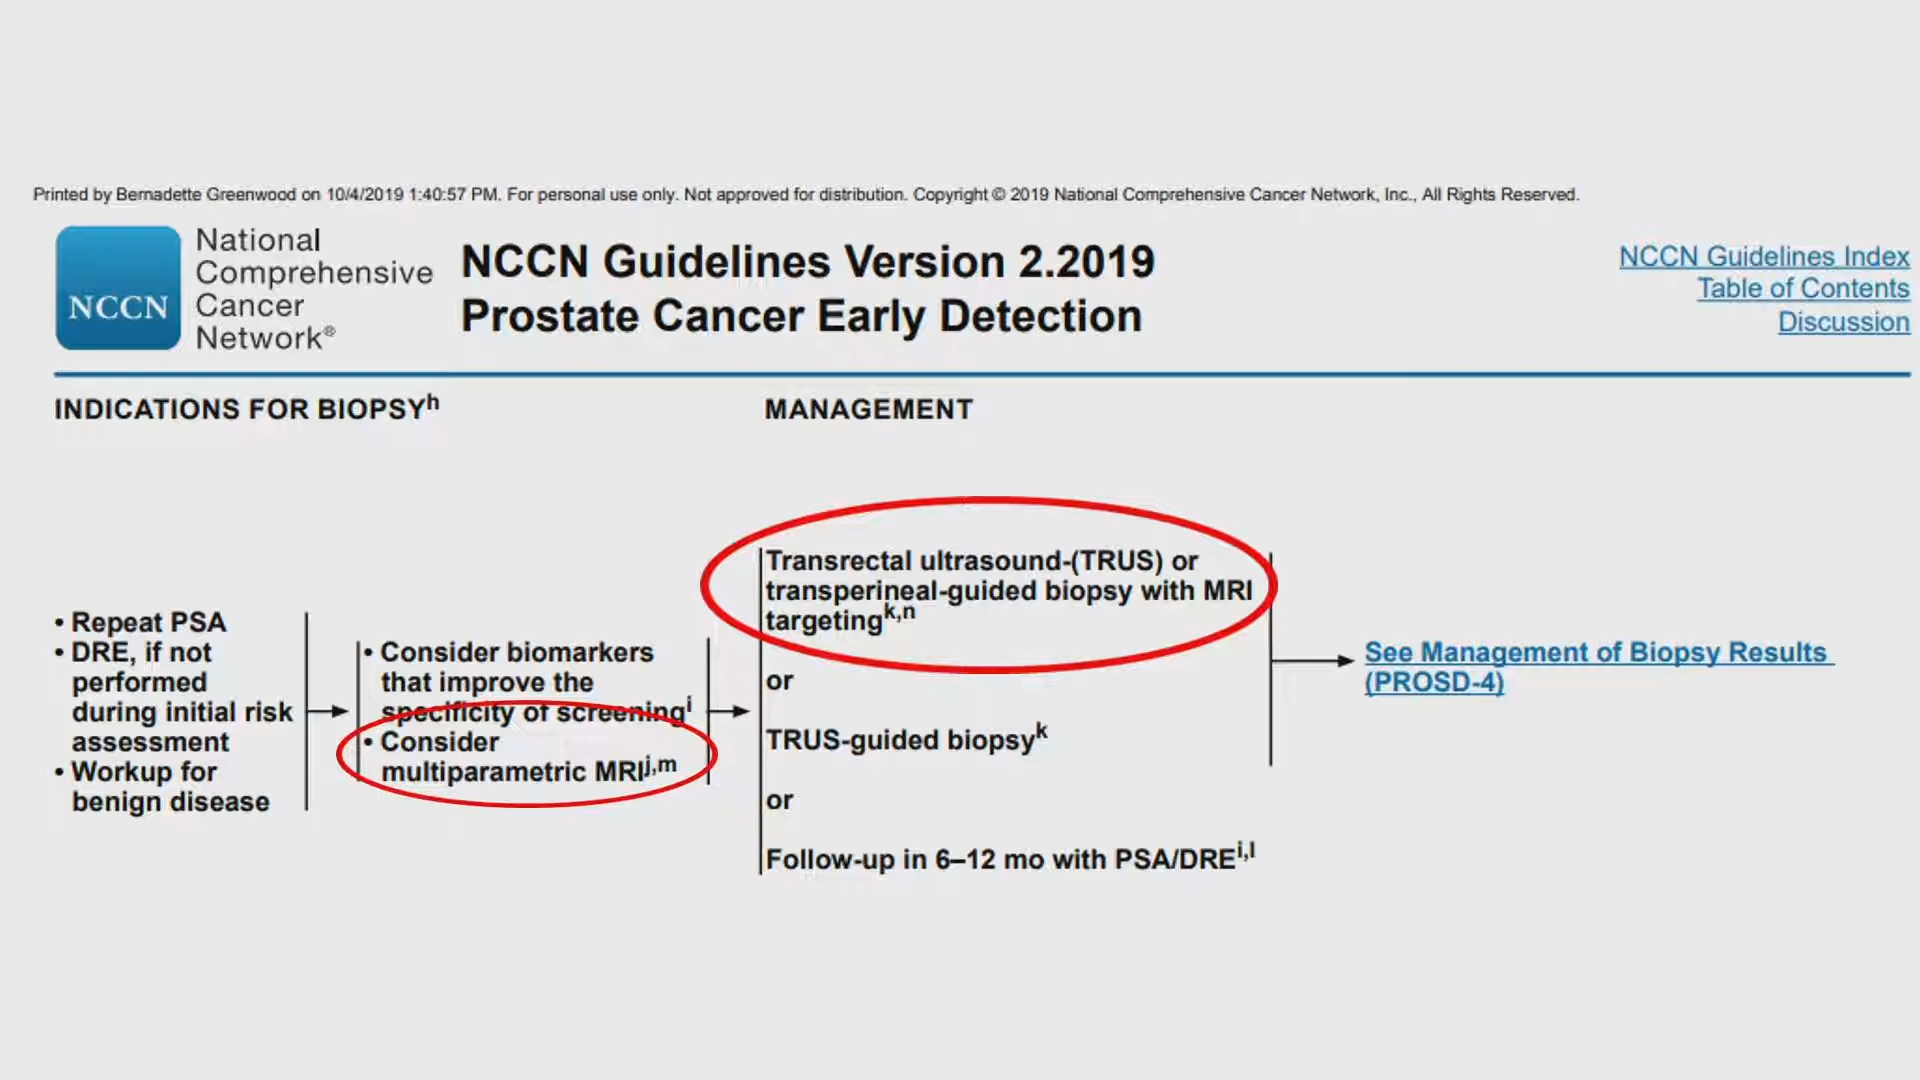 Printed by Bernadette Greenwood on 10/4/2019 1:40:57 PM. For personal use only. Not approved for distribution. Copyright © 2019 National Comprehensive Cancer Network, Inc., All Rights Reserved.
NCCN
National
Comprehensive
Cancer
Network®
NCCN Guidelines Version 2.2019
Prostate Cancer Early Detection
NCCN Guidelines Index
Table of Contents
Discussion
INDICATIONS FOR BIOPSYh
MANAGEMENT
• Repeat PSA
• DRE, if not
performed
during initial risk
assessment
• Workup for
benign disease
• Consider biomarkers
that improve the
specificity of screeningi
• Consider
multiparametric MRIj,m
Transrectal ultrasound-(TRUS) or
transperineal-guided biopsy with MRI
targetingk,n
or
TRUS-guided biopsyk
or
Follow-up in 6–12 mo with PSA/DREi,l
See Management of Biopsy Results
(PROSD-4)